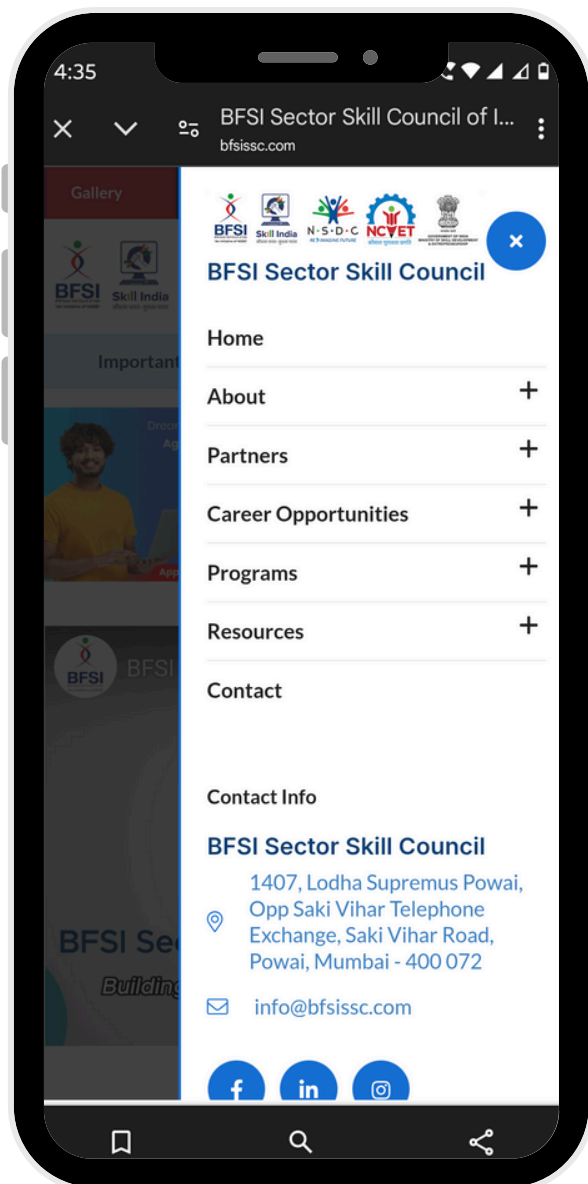 4:35
BFSI Sector Skill Council of I...
bfsissc.com
Gallery
BFSI
Skill India
N·S·D·C
NCVET
BFSI Sector Skill Council
BFSI
Skill India
Home
Important
About
Partners
Career Opportunities
Programs
Resources
BFSI
BFSI
Contact
Contact Info
BFSI Sector Skill Council
1407, Lodha Supremus Powai,
Opp Saki Vihar Telephone
Exchange, Saki Vihar Road,
Powai, Mumbai - 400 072
BFSI Se
Building
info@bfsissc.com
f
in